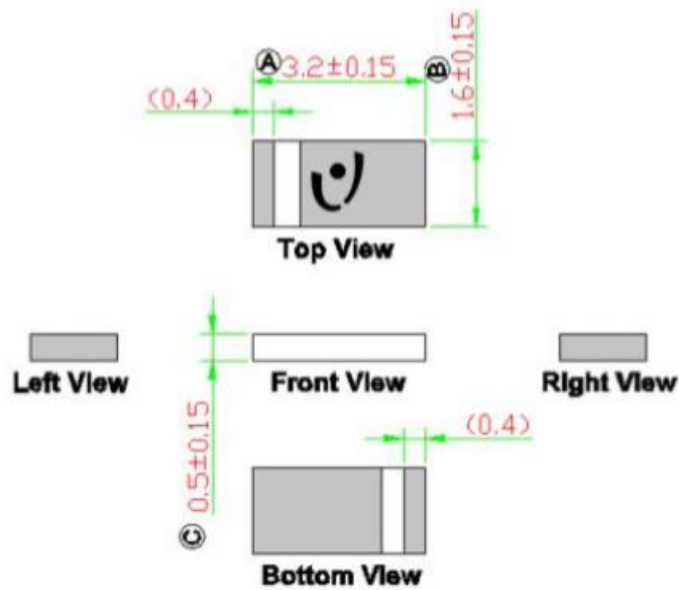 Ⓐ 3.2±0.15
Ⓑ 1.6±0.15
(0.4)
Top View
Left View
Front View
Right View
Ⓒ 0.5±0.15
(0.4)
Bottom View